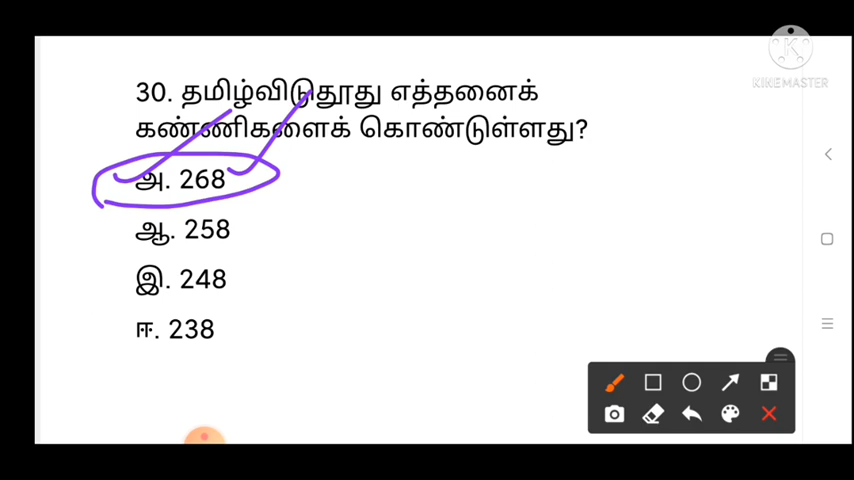 KINEMASTER
30. தமிழ்விடுதூது எத்தனைக்
கண்ணிகளைக் கொண்டுள்ளது?
அ. 268
ஆ. 258
இ. 248
ஈ. 238